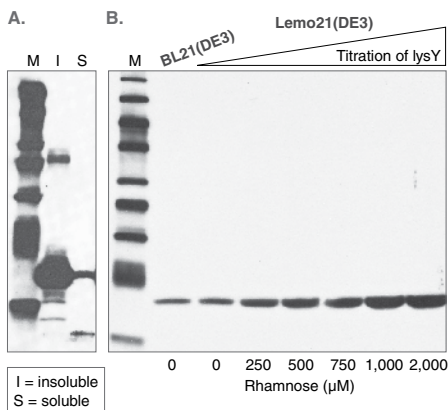 A.
M I S
I = insoluble
S = soluble
B.
Lemo21(DE3)
BL21(DE3)
Titration of lysY
M
0 0 250 500 750 1,000 2,000
Rhamnose (µM)